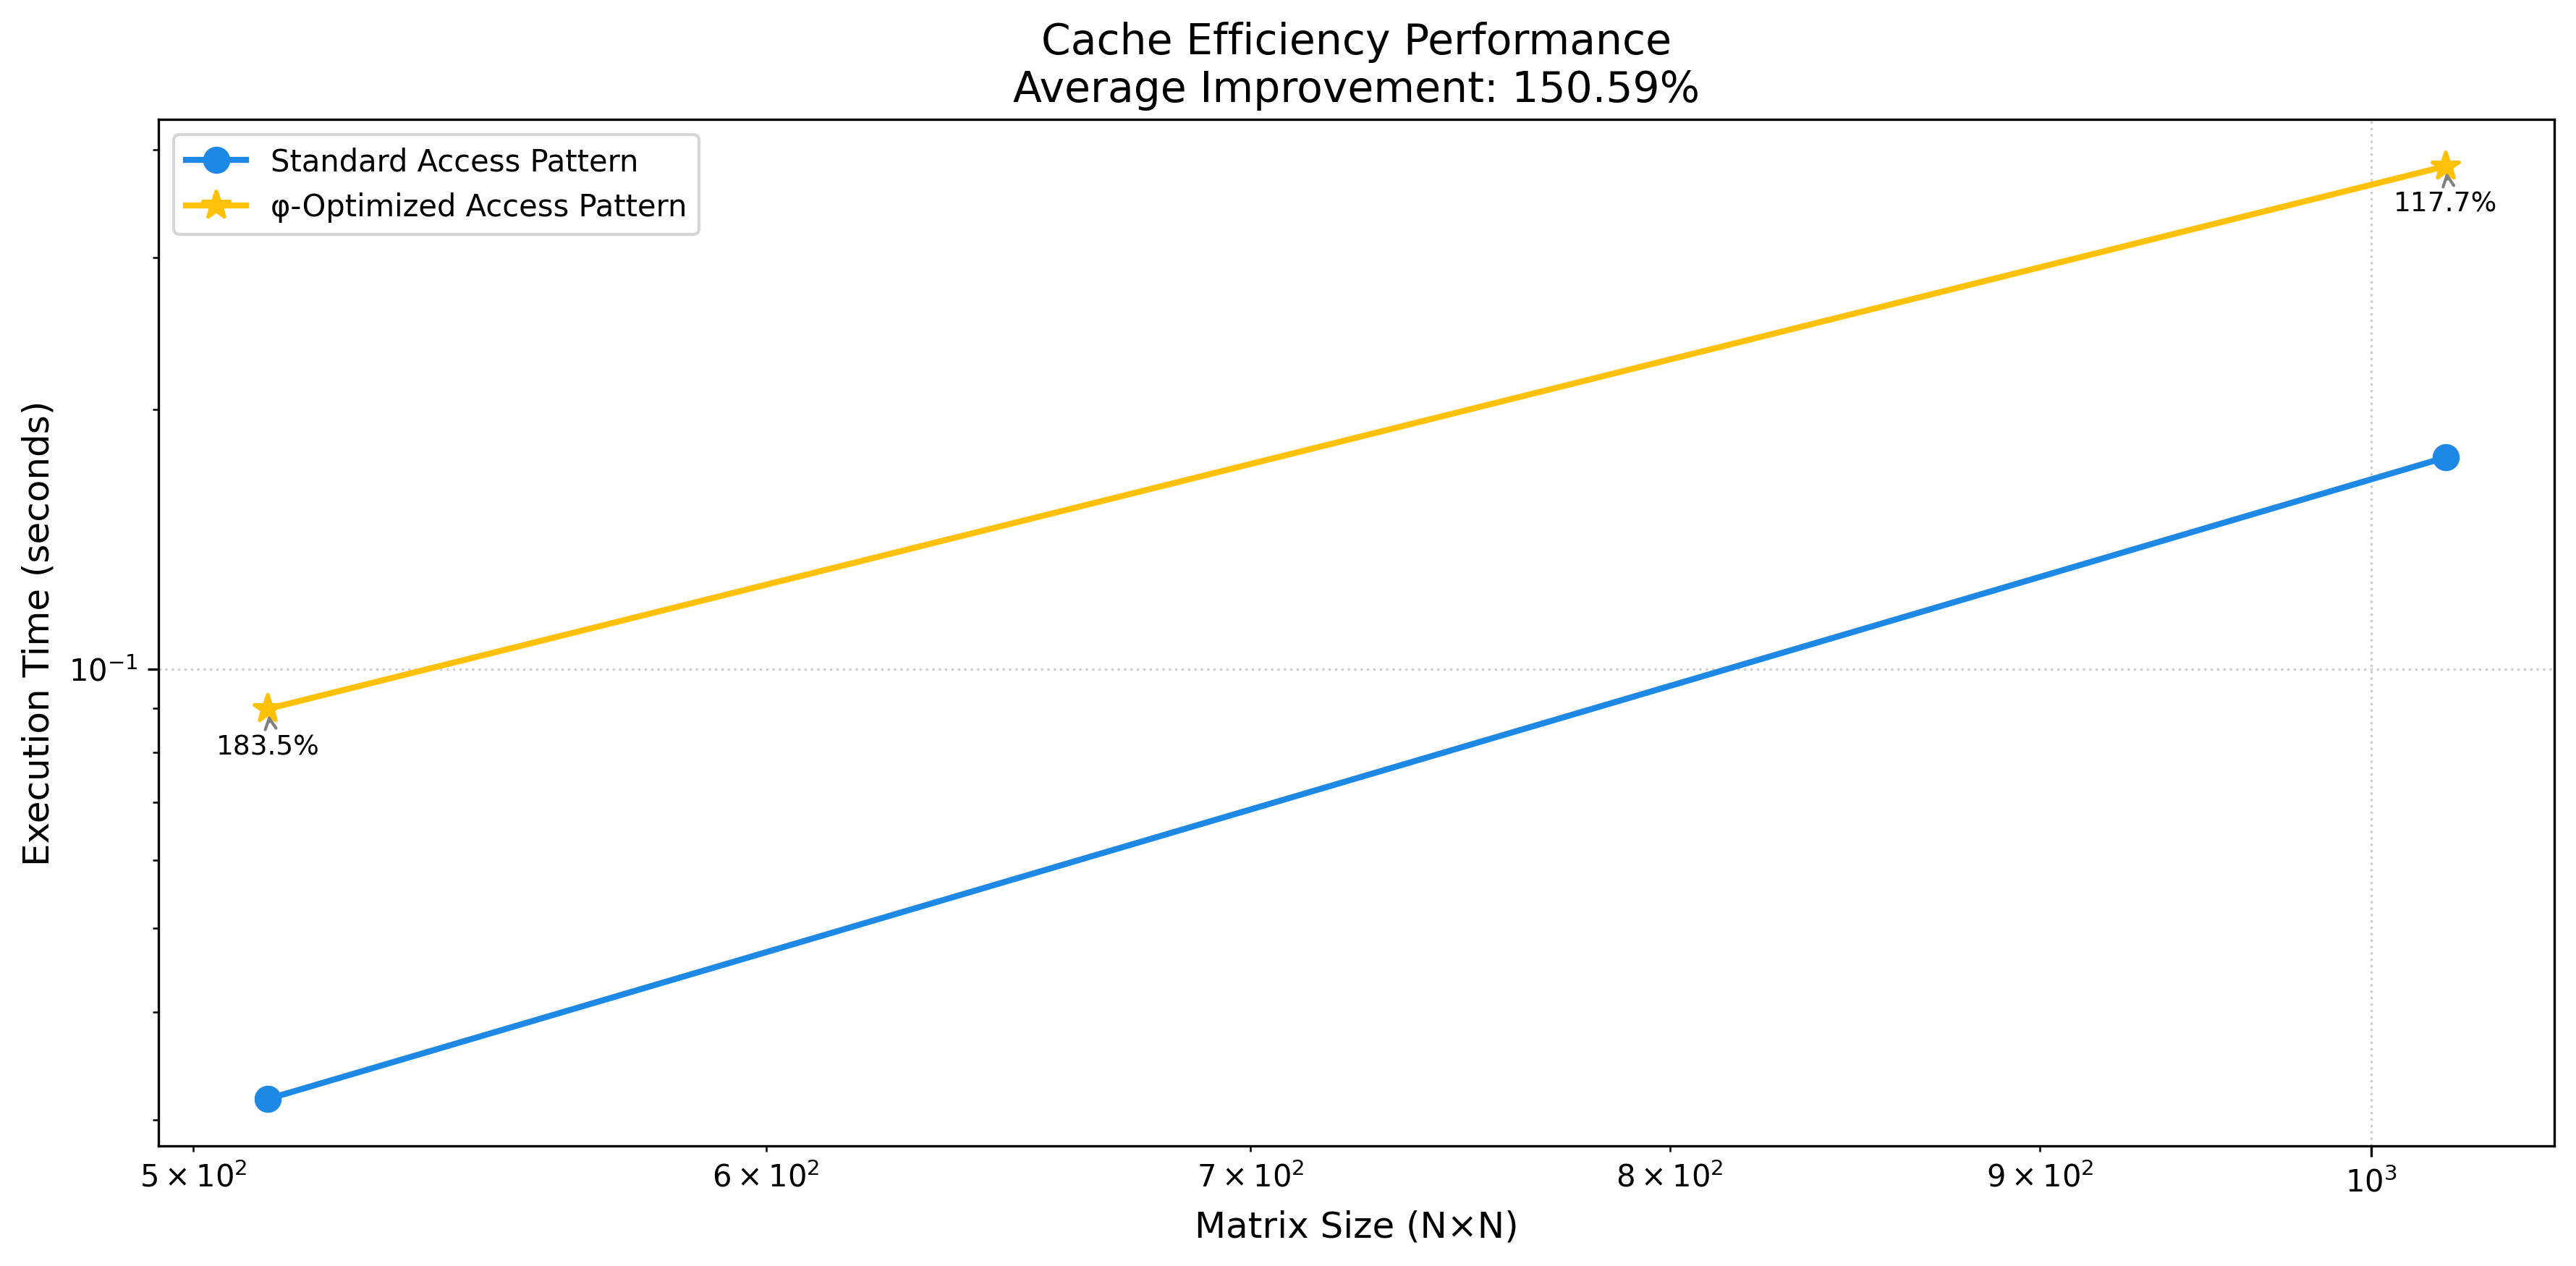 Cache Efficiency Performance
Average Improvement: 150.59%
Standard Access Pattern
φ-Optimized Access Pattern
117.7%
183.5%
Execution Time (seconds)
10⁻¹
5 × 10² 6 × 10² 7 × 10² 8 × 10² 9 × 10² 10³
Matrix Size (N×N)